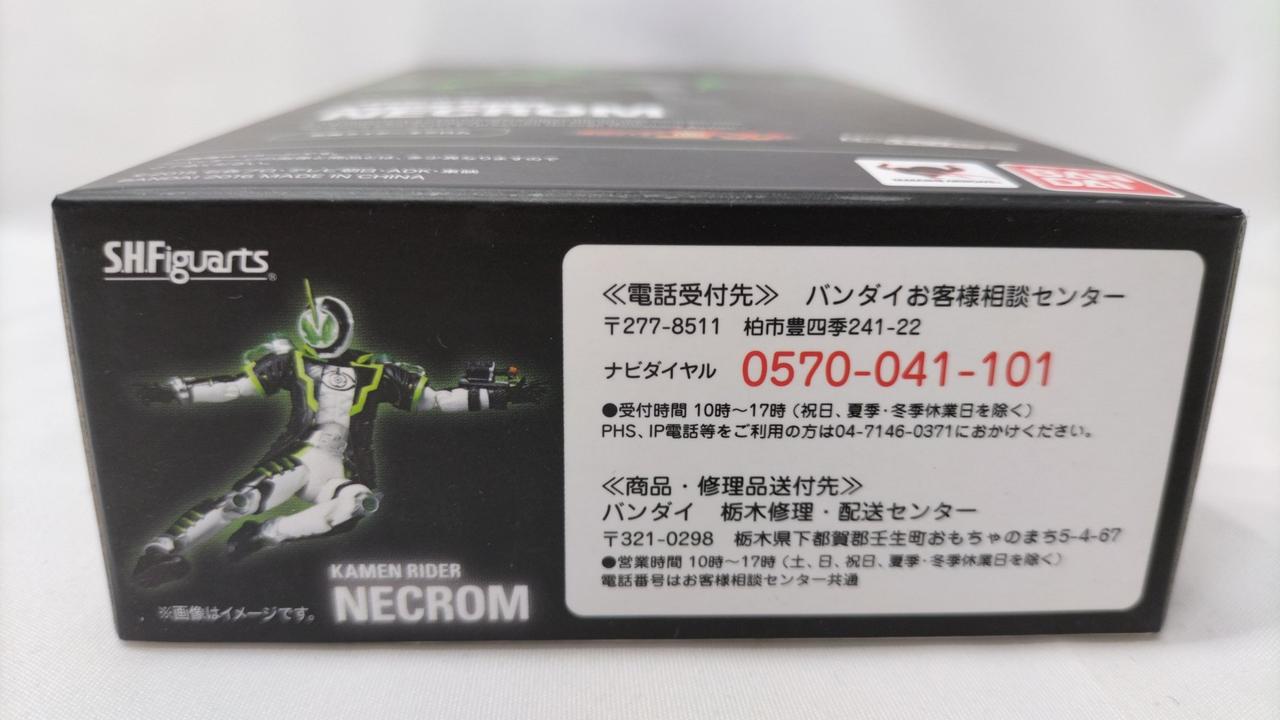 NECROM
MADE IN CHINA
BAN
DAI
S.H.Figuarts
KAMEN RIDER
NECROM
※画像はイメージです。
≪電話受付先≫ バンダイお客様相談センター
〒277-8511 柏市豊四季241-22
ナビダイヤル 0570-041-101
●受付時間 10時~17時（祝日、夏季・冬季休業日を除く）
PHS、IP電話等をご利用の方は04-7146-0371におかけください。
≪商品・修理品送付先≫
バンダイ 栃木修理・配送センター
〒321-0298 栃木県下都賀郡壬生町おもちゃのまち5-4-67
●営業時間 10時~17時（土、日、祝日、夏季・冬季休業日を除く）
電話番号はお客様相談センター共通